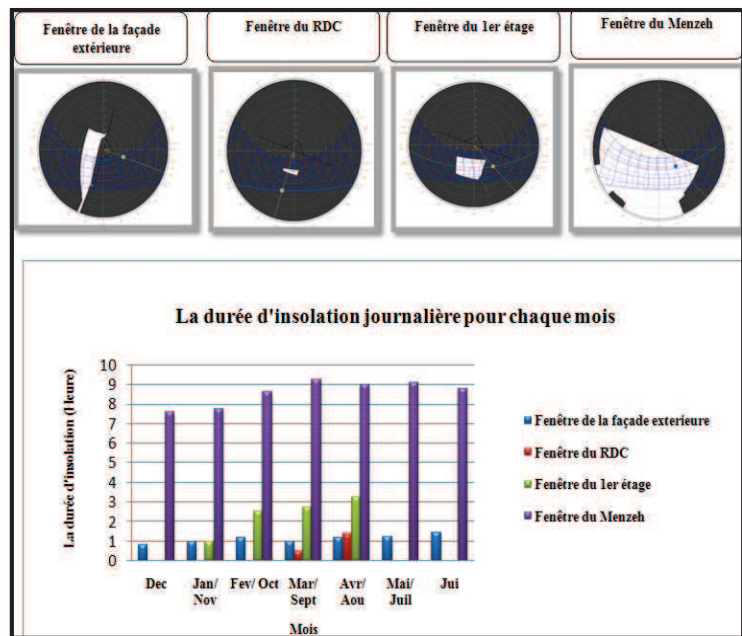 Fenêtre de la façade
extérieure
Fenêtre du RDC
Fenêtre du 1er étage
Fenêtre du Menzeh
La durée d'insolation journalière pour chaque mois
La durée d'insolation (Heure)
10
9
8
7
6
5
4
3
2
1
0
Dec
Jan/
Nov
Fev/ Oct
Mar/
Sept
Avr/
Aou
Mai/
Juil
Jui
Mois
Fenêtre de la façade exterieure
Fenêtre du RDC
Fenêtre du 1er étage
Fenêtre du Menzeh